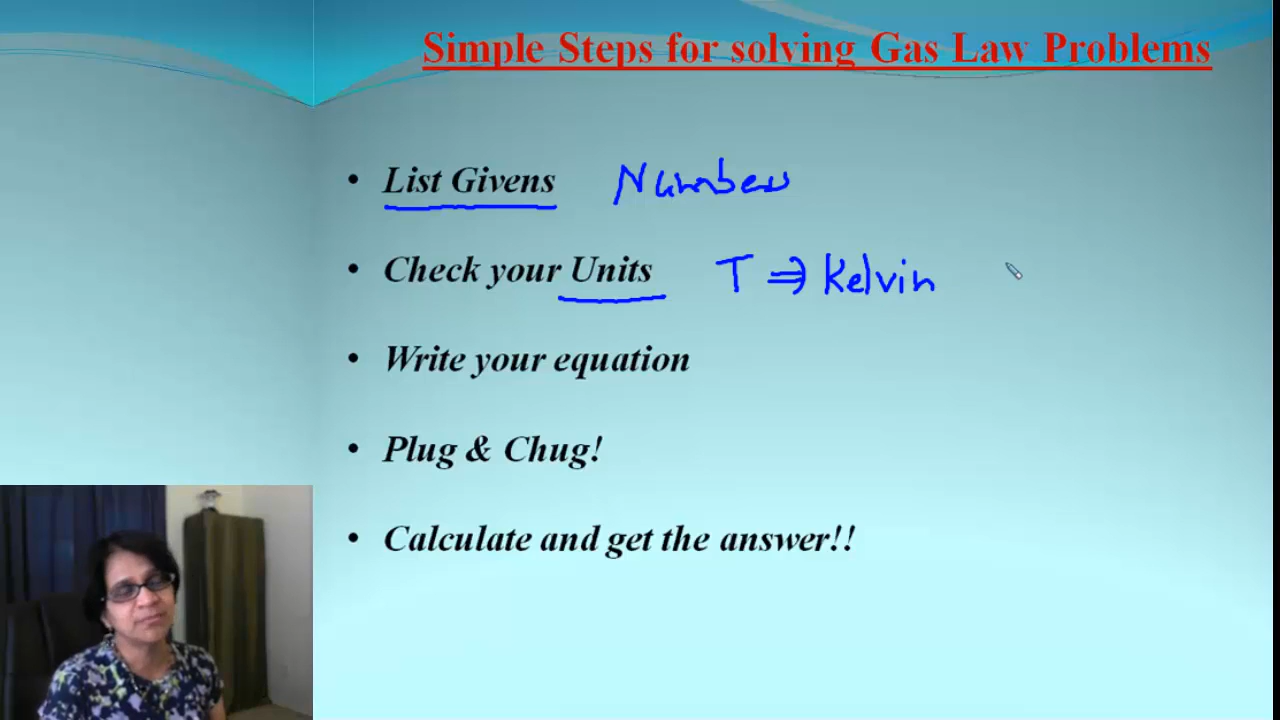 Simple Steps for solving Gas Law Problems
• List Givens Numbers
• Check your Units T ⇒ Kelvin
• Write your equation
• Plug & Chug!
• Calculate and get the answer!!